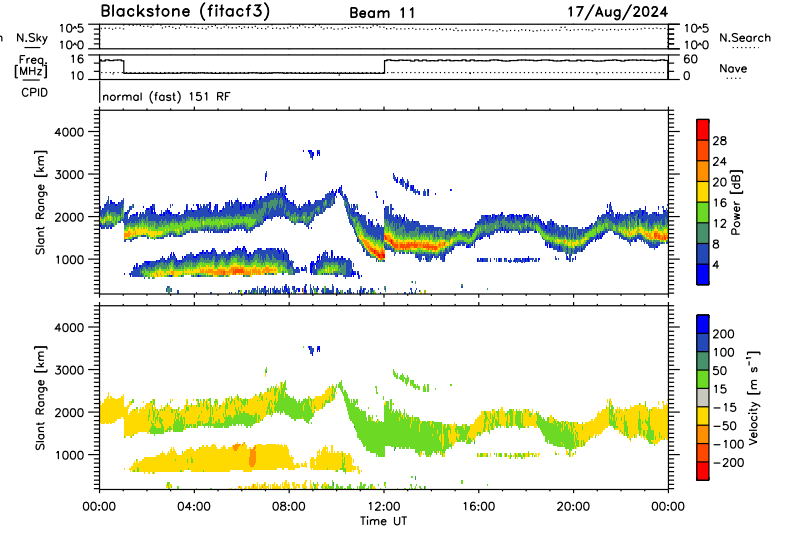 Blackstone (fitacf3) Beam 11 17/Aug/2024
n N.Sky 10^5 10^5 N.Search
10^0 10^0
Freq. 16 60
[MHz] 10 0 Nave
CPID normal (fast) 151 RF
4000
3000
2000
1000
Slant Range [km]
28
24
20
16
12
8
4
Power [dB]
4000
3000
2000
1000
Slant Range [km]
200
100
50
15
-15
-50
-100
-200
Velocity [m s⁻¹]
00:00 04:00 08:00 12:00 16:00 20:00 00:00
Time UT